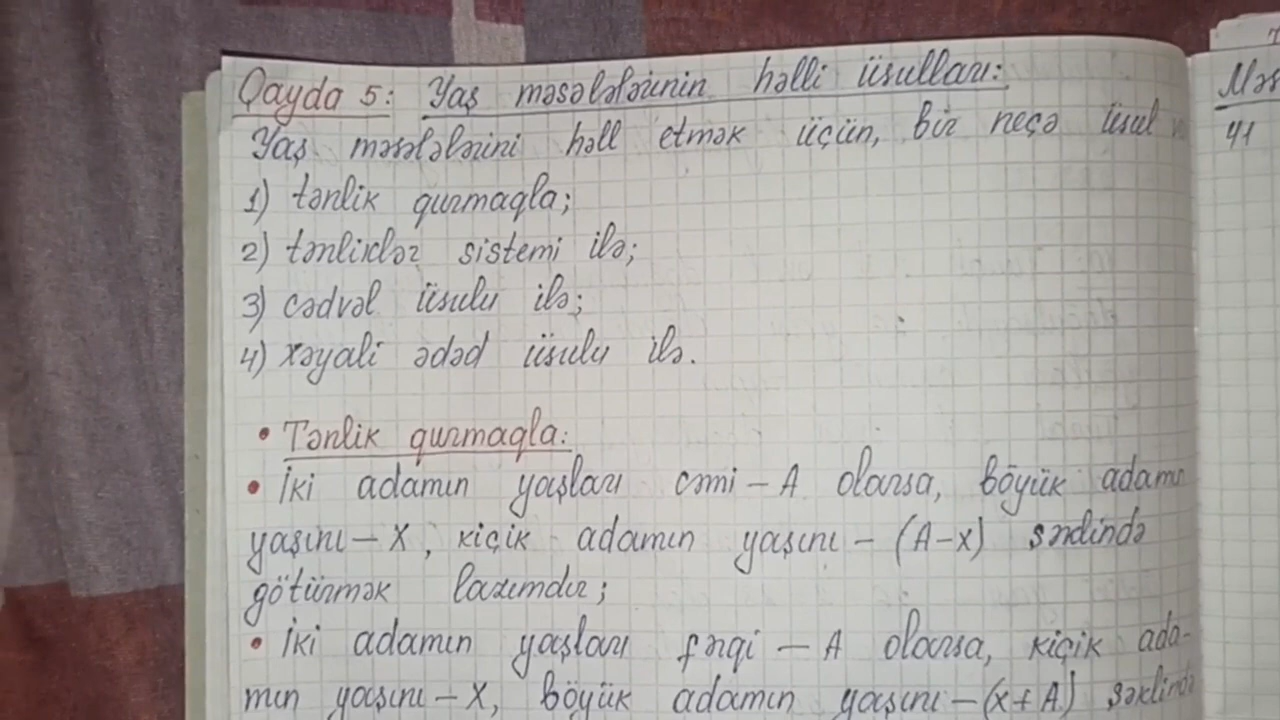 Qayda 5: Yaş məsələlərinin həlli üsulları:
Yaş məsələlərini həll etmək üçün, bir neçə üsul
1) tənlik qurmaqla;
2) tənliklər sistemi ilə;
3) cədvəl üsulu ilə;
4) xəyali ədəd üsulu ilə.
• Tənlik qurmaqla:
• İki adamın yaşları cəmi – A olarsa, böyük adamın
yaşını – X, kiçik adamın yaşını – (A-X) şəklində
götürmək lazımdır;
• İki adamın yaşları fərqi – A olarsa, kiçik ada-
mın yaşını – X, böyük adamın yaşını – (X+A) şəklində
41